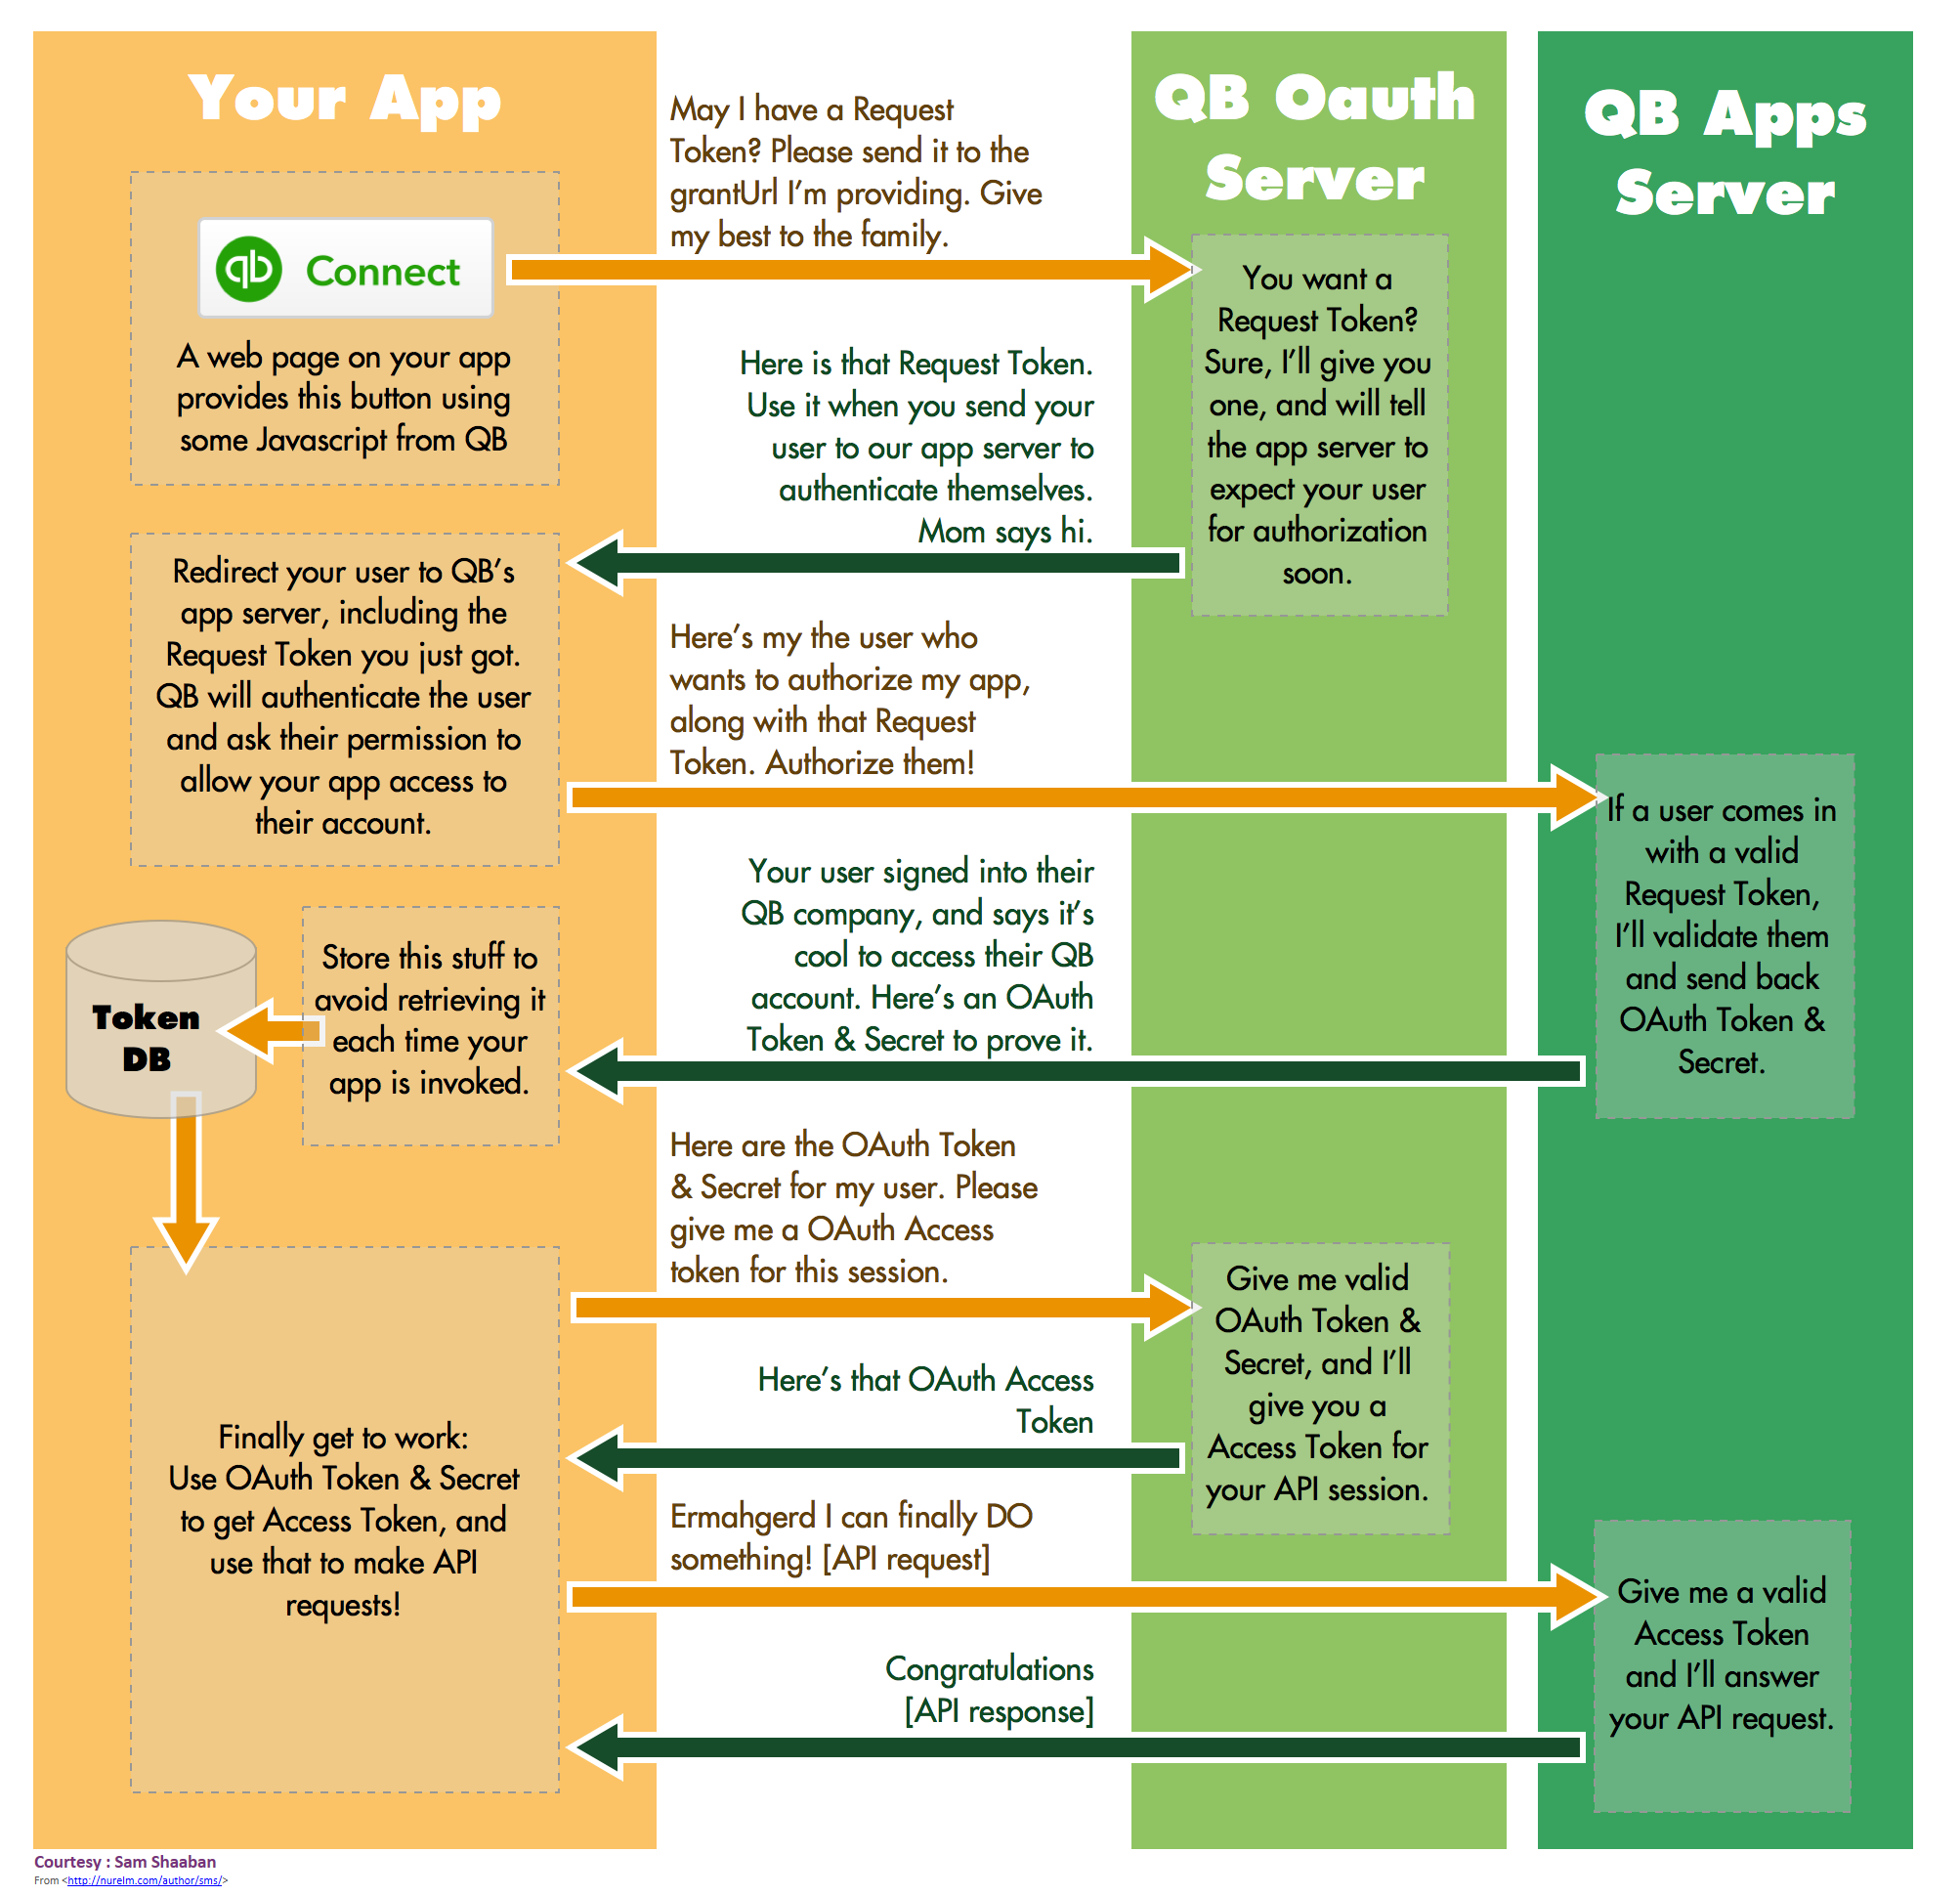 Your App
QB Oauth
Server
QB Apps
Server
May I have a Request
Token? Please send it to the
grantUrl I'm providing. Give
my best to the family.
qb Connect
A web page on your app
provides this button using
some Javascript from QB
You want a
Request Token?
Sure, I'll give you
one, and will tell
the app server to
expect your user
for authorization
soon.
Here is that Request Token.
Use it when you send your
user to our app server to
authenticate themselves.
Mom says hi.
Redirect your user to QB's
app server, including the
Request Token you just got.
QB will authenticate the user
and ask their permission to
allow your app access to
their account.
Here's my the user who
wants to authorize my app,
along with that Request
Token. Authorize them!
If a user comes in
with a valid
Request Token,
I'll validate them
and send back
OAuth Token &
Secret.
Your user signed into their
QB company, and says it's
cool to access their QB
account. Here's an OAuth
Token & Secret to prove it.
Store this stuff to
avoid retrieving it
each time your
app is invoked.
Token
DB
Here are the OAuth Token
& Secret for my user. Please
give me a OAuth Access
token for this session.
Give me valid
OAuth Token &
Secret, and I'll
give you a
Access Token for
your API session.
Here's that OAuth Access
Token
Finally get to work:
Use OAuth Token & Secret
to get Access Token, and
use that to make API
requests!
Ermahgerd I can finally DO
something! [API request]
Give me a valid
Access Token
and I'll answer
your API request.
Congratulations
[API response]
Courtesy : Sam Shaaban
From <http://nurelm.com/author/sms/>